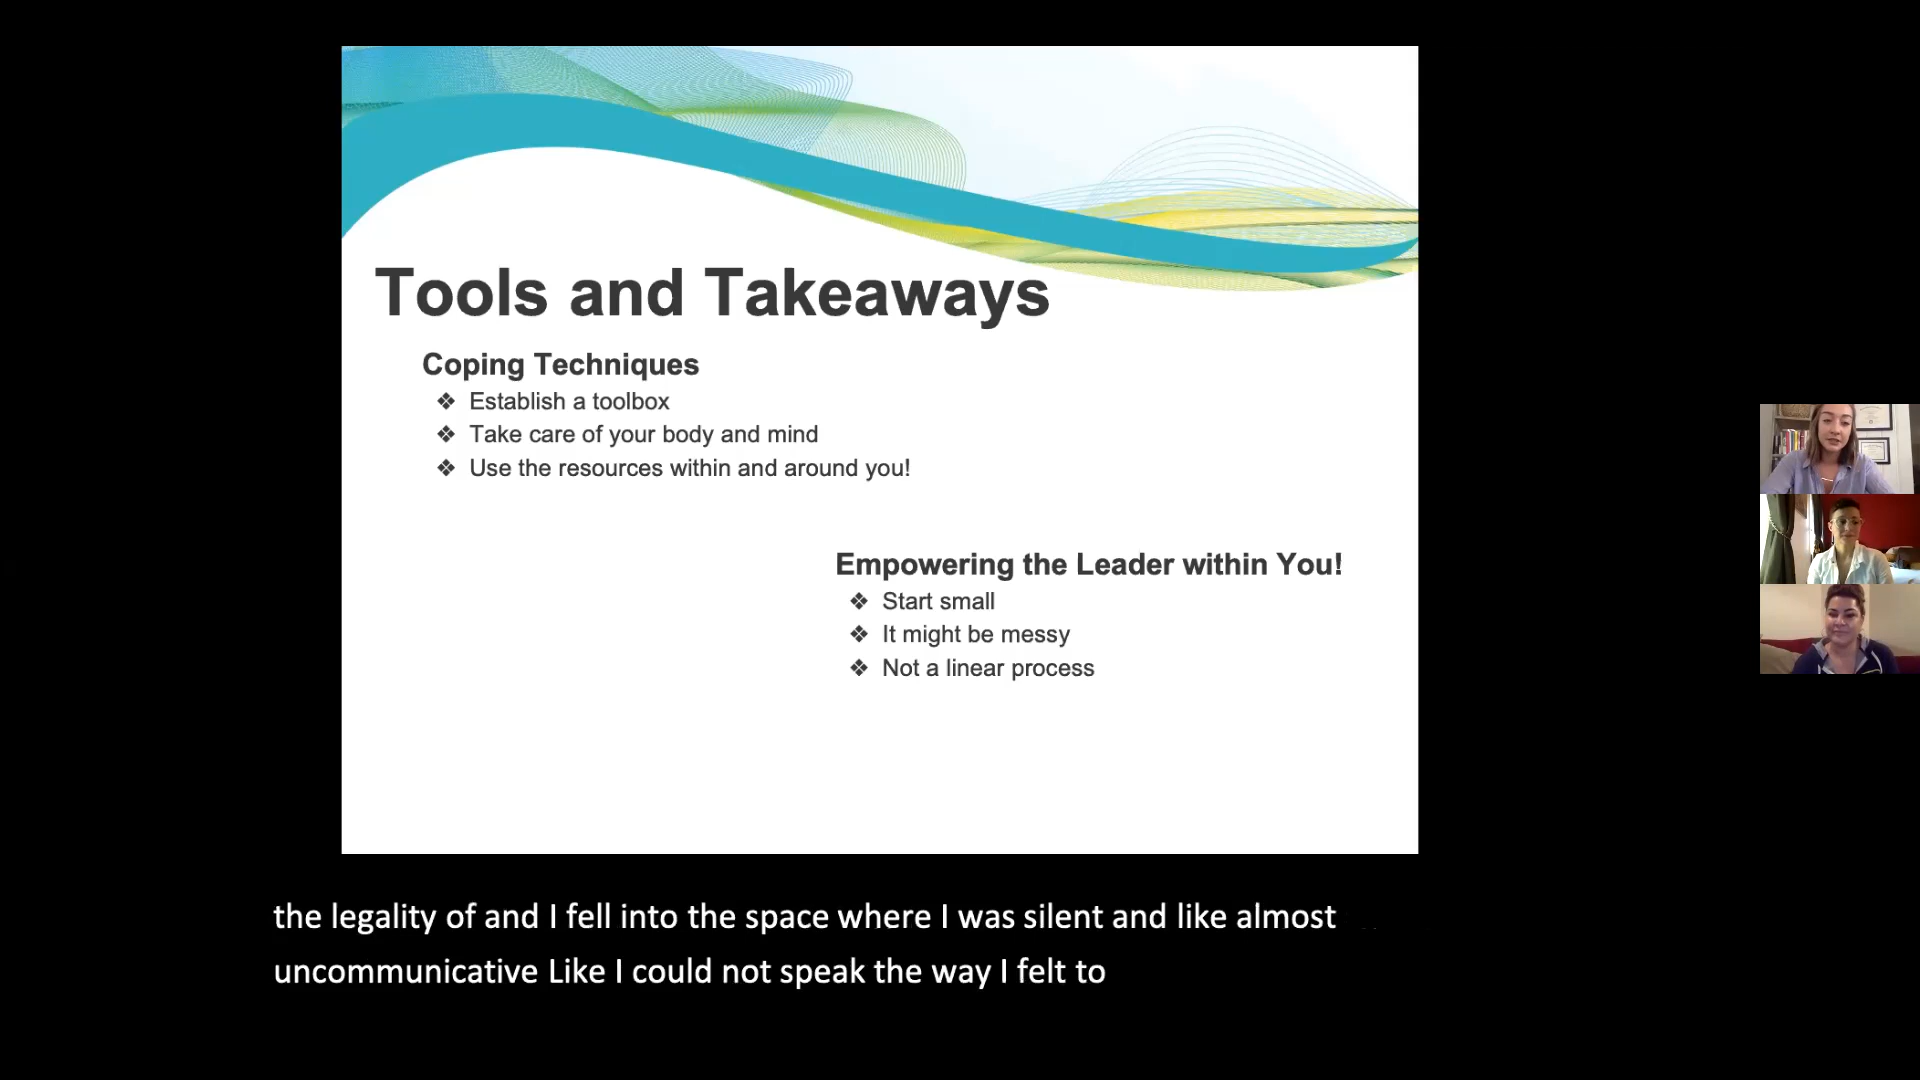 Tools and Takeaways
Coping Techniques
❖ Establish a toolbox
❖ Take care of your body and mind
❖ Use the resources within and around you!
Empowering the Leader within You!
❖ Start small
❖ It might be messy
❖ Not a linear process
the legality of and I fell into the space where I was silent and like almost
uncommunicative Like I could not speak the way I felt to